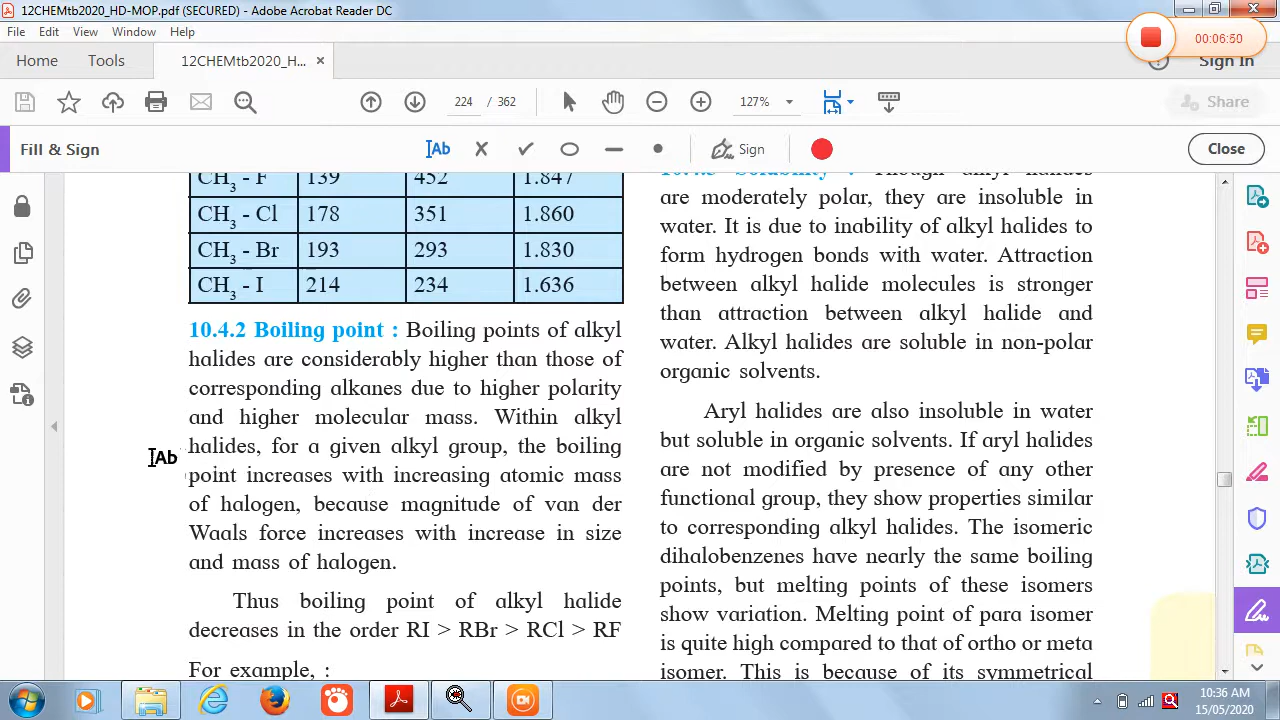 12CHEMtb2020_HD-MOP.pdf (SECURED) - Adobe Acrobat Reader DC
File Edit View Window Help
00:06:50
Home Tools 12CHEMtb2020_H... × Sign In
224 / 362 127% Share
Fill & Sign Ab Sign Close
CH3 - F 139 452 1.847
CH3 - Cl 178 351 1.860
CH3 - Br 193 293 1.830
CH3 - I 214 234 1.636
10.4.2 Boiling point : Boiling points of alkyl
halides are considerably higher than those of
corresponding alkanes due to higher polarity
and higher molecular mass. Within alkyl
halides, for a given alkyl group, the boiling
Ab
point increases with increasing atomic mass
of halogen, because magnitude of van der
Waals force increases with increase in size
and mass of halogen.
Thus boiling point of alkyl halide
decreases in the order RI > RBr > RCl > RF
For example, :
10.4.3 Solubility : Though alkyl halides
are moderately polar, they are insoluble in
water. It is due to inability of alkyl halides to
form hydrogen bonds with water. Attraction
between alkyl halide molecules is stronger
than attraction between alkyl halide and
water. Alkyl halides are soluble in non-polar
organic solvents.
Aryl halides are also insoluble in water
but soluble in organic solvents. If aryl halides
are not modified by presence of any other
functional group, they show properties similar
to corresponding alkyl halides. The isomeric
dihalobenzenes have nearly the same boiling
points, but melting points of these isomers
show variation. Melting point of para isomer
is quite high compared to that of ortho or meta
isomer. This is because of its symmetrical
10:36 AM
15/05/2020